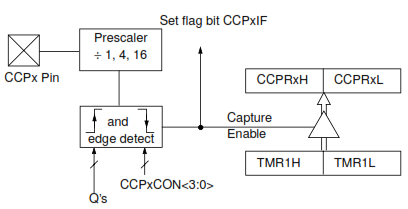 Set flag bit CCPxIF
Prescaler
÷ 1, 4, 16
CCPx Pin
CCPRxH
CCPRxL
and
edge detect
Capture
Enable
TMR1H
TMR1L
CCPxCON<3:0>
Q's